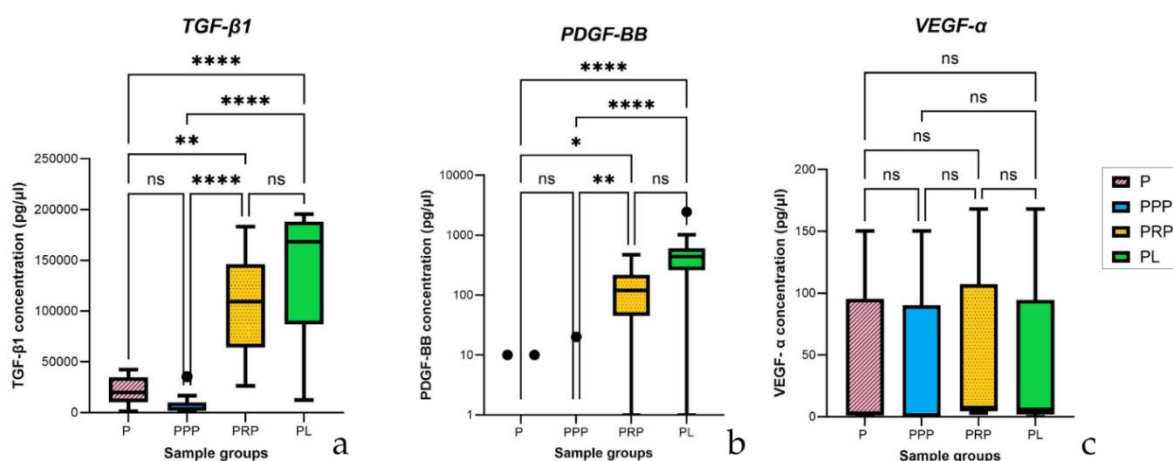 TGF-β1
****
****
**
ns
****
ns
250000
200000
150000
100000
50000
0
TGF-β1 concentration (pg/μl)
P
PPP
PRP
PL
Sample groups
a
PDGF-BB
****
****
*
ns
**
ns
10000
1000
100
10
1
PDGF-BB concentration (pg/μl)
P
PPP
PRP
PL
Sample groups
b
VEGF-α
ns
ns
ns
ns
ns
ns
200
150
100
50
0
VEGF- α concentration (pg/μl)
P
PPP
PRP
PL
Sample groups
c
P
PPP
PRP
PL